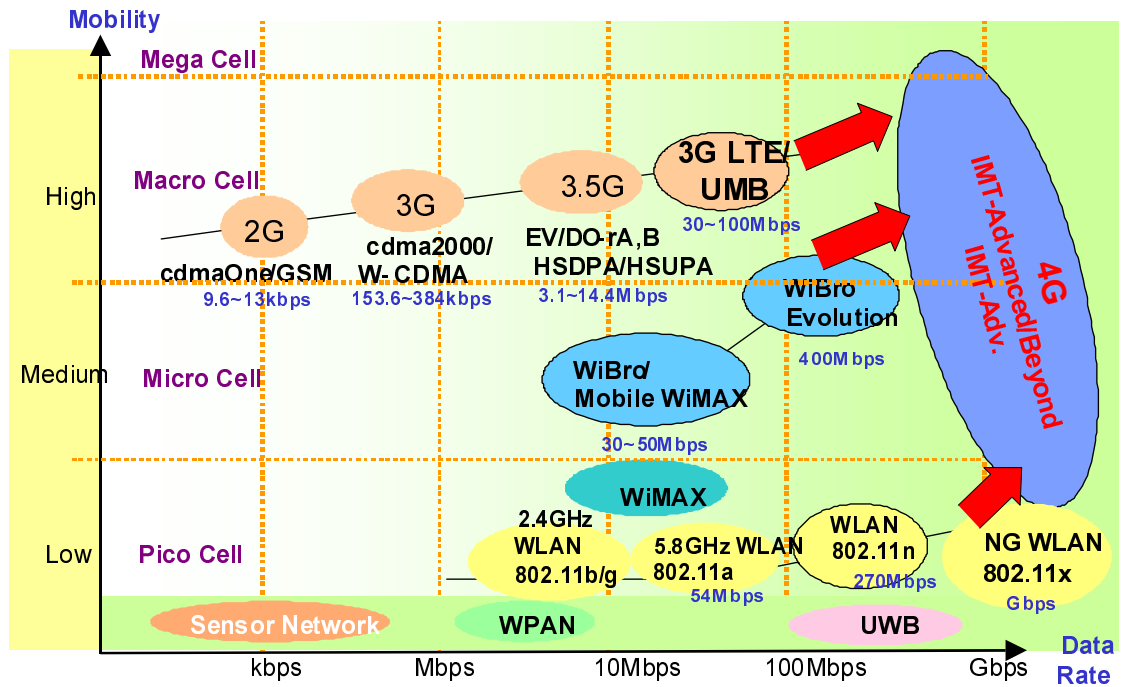 Mobility
Mega Cell
High
Macro Cell
2G
cdmaOne/GSM
9.6~13kbps
3G
cdma2000/
W- CDMA
153.6~384kbps
3.5G
EV/DO-rA,B
HSDPA/HSUPA
3.1~14.4Mbps
3G LTE/
UMB
30~100Mbps
WiBro
Evolution
400Mbps
4G
IMT-Advanced/Beyond
IMT-Adv.
Medium
Micro Cell
WiBro/
Mobile WiMAX
30~50Mbps
WiMAX
Low
Pico Cell
2.4GHz
WLAN
802.11b/g
5.8GHz WLAN
802.11a
54Mbps
WLAN
802.11n
270Mbps
NG WLAN
802.11x
Gbps
Sensor Network
WPAN
UWB
kbps
Mbps
10Mbps
100Mbps
Gbps
Data
Rate